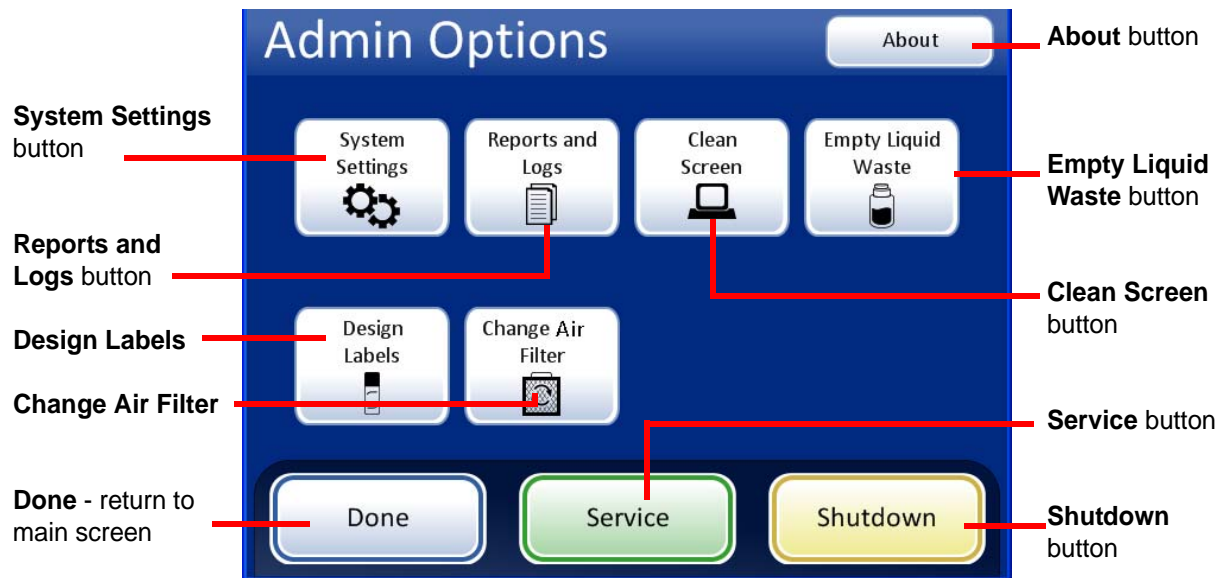 Admin Options
About
About button
System Settings
button
System
Settings
Reports and
Logs
Clean
Screen
Empty Liquid
Waste
Empty Liquid
Waste button
Reports and
Logs button
Clean Screen
button
Design Labels
Design
Labels
Change Air
Filter
Change Air Filter
Service button
Done - return to
main screen
Done
Service
Shutdown
Shutdown
button